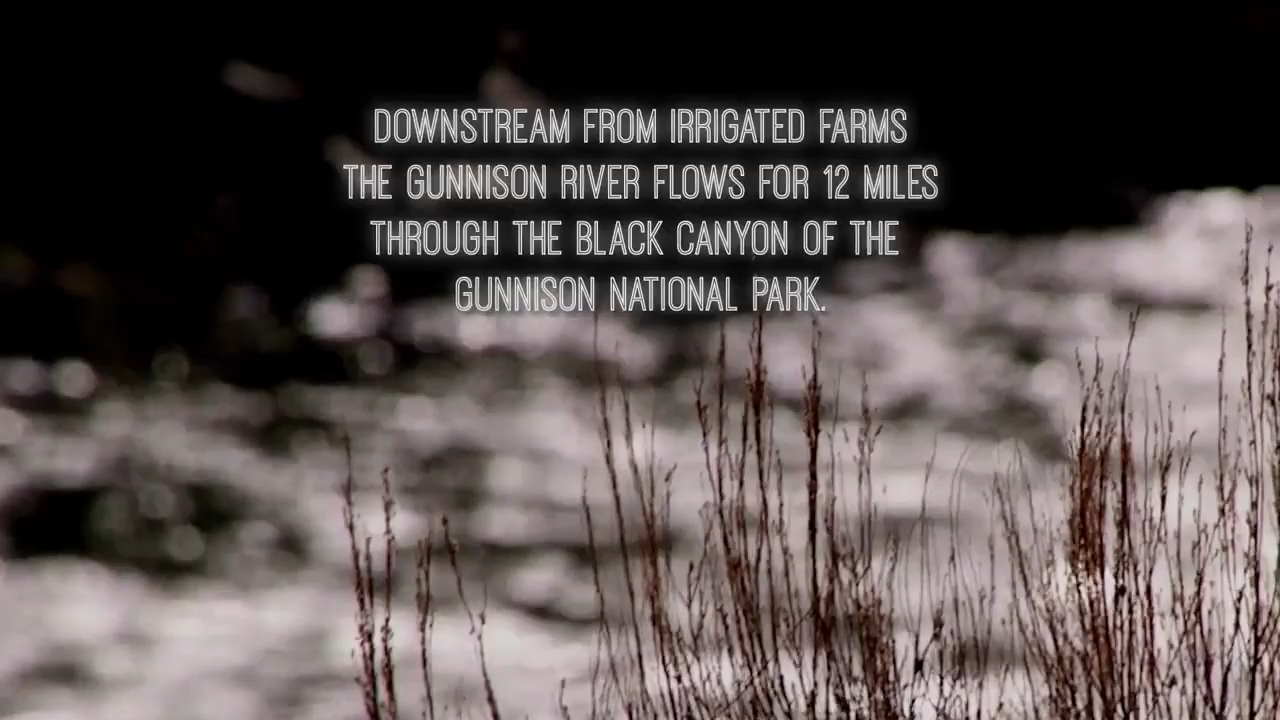 DOWNSTREAM FROM IRRIGATED FARMS
THE GUNNISON RIVER FLOWS FOR 12 MILES
THROUGH THE BLACK CANYON OF THE
GUNNISON NATIONAL PARK.